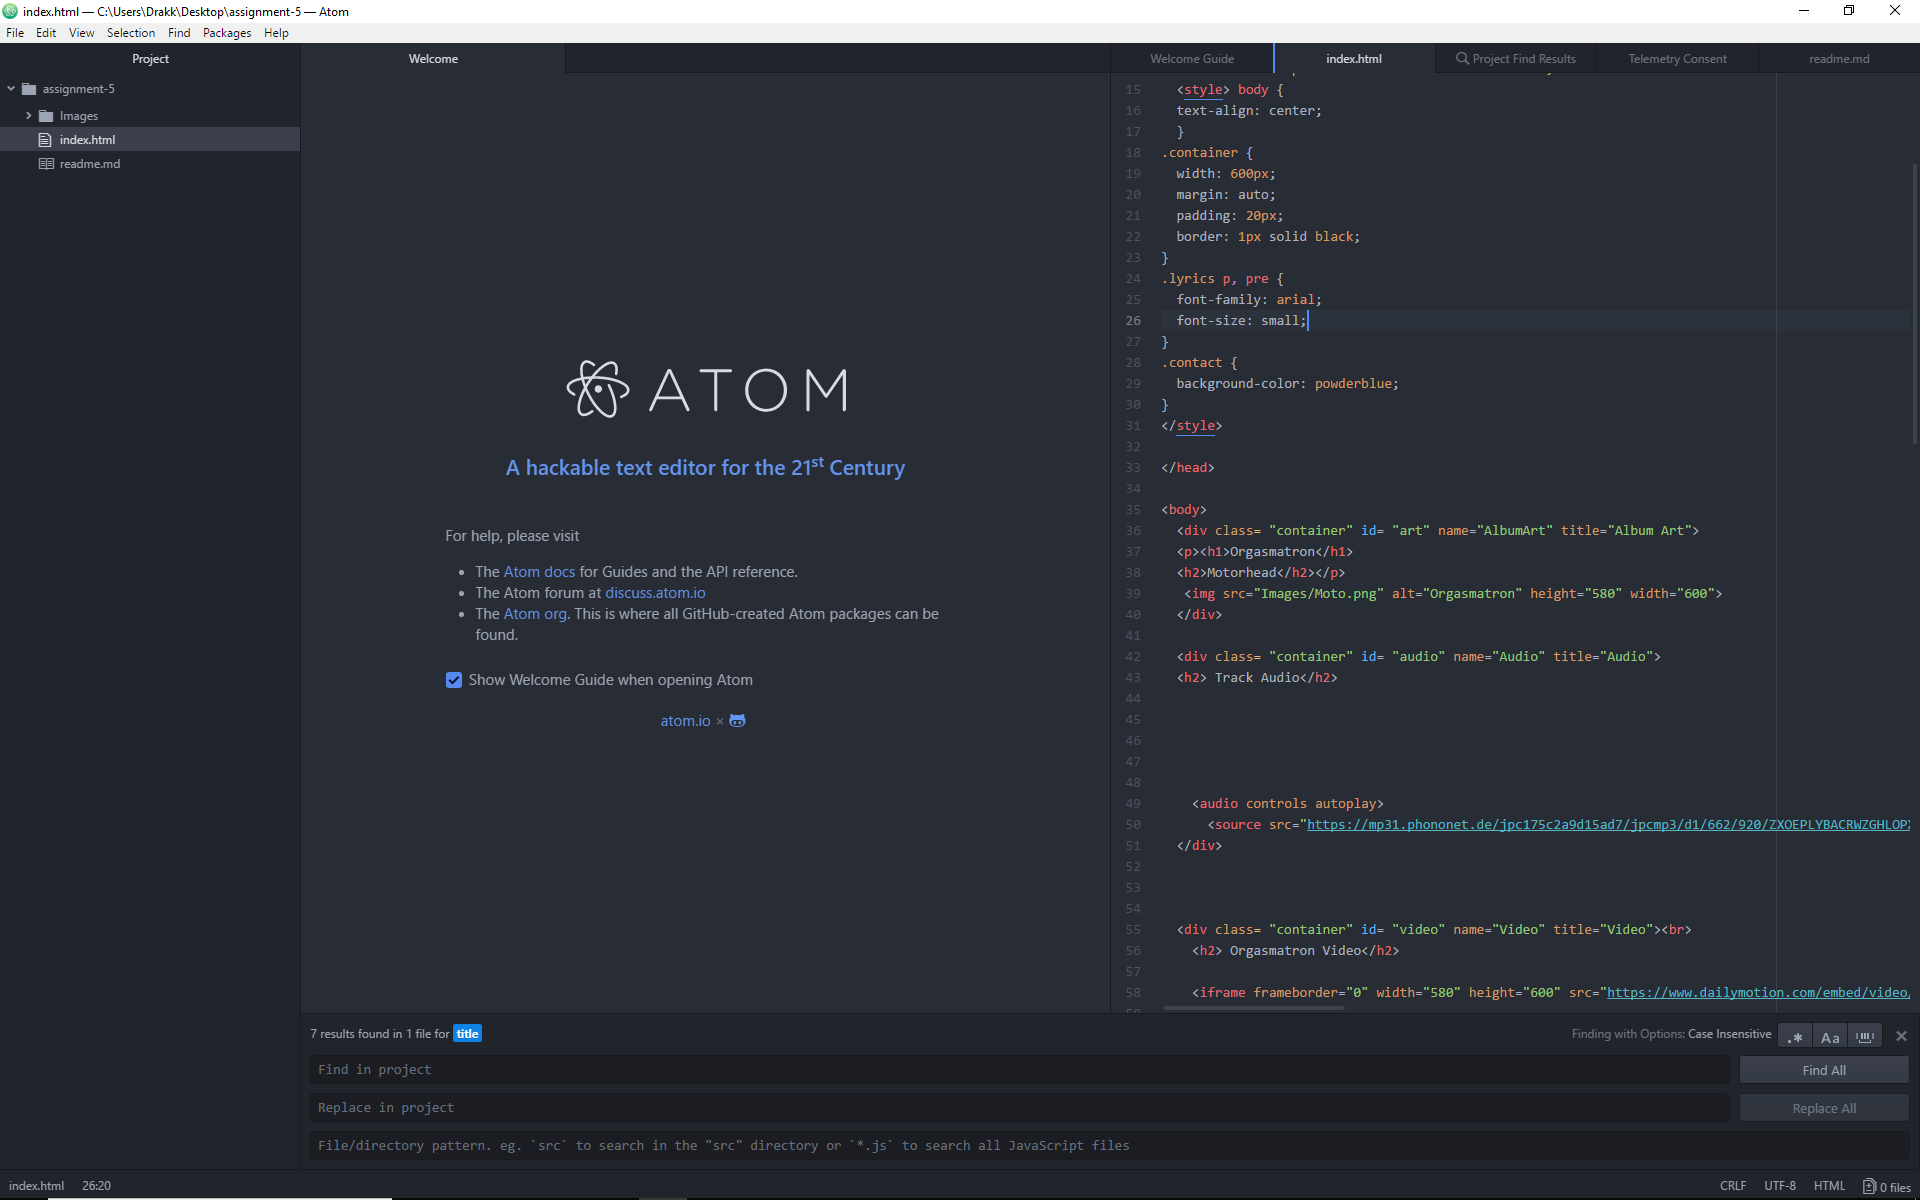 index.html — C:\Users\Drakk\Desktop\assignment-5 — Atom
File Edit View Selection Find Packages Help
Project
assignment-5
Images
index.html
readme.md
Welcome
ATOM
A hackable text editor for the 21st Century
For help, please visit
• The Atom docs for Guides and the API reference.
• The Atom forum at discuss.atom.io
• The Atom org. This is where all GitHub-created Atom packages can be
found.
Show Welcome Guide when opening Atom
atom.io ×
Welcome Guide index.html Project Find Results Telemetry Consent readme.md
15 <style> body {
16 text-align: center;
17 }
18 .container {
19 width: 600px;
20 margin: auto;
21 padding: 20px;
22 border: 1px solid black;
23 }
24 .lyrics p, pre {
25 font-family: arial;
26 font-size: small;
27 }
28 .contact {
29 background-color: powderblue;
30 }
31 </style>
32
33 </head>
34
35 <body>
36 <div class= "container" id= "art" name="AlbumArt" title="Album Art">
37 <p><h1>Orgasmatron</h1>
38 <h2>Motorhead</h2></p>
39 <img src="Images/Moto.png" alt="Orgasmatron" height="580" width="600">
40 </div>
41
42 <div class= "container" id= "audio" name="Audio" title="Audio">
43 <h2> Track Audio</h2>
44
45
46
47
48
49 <audio controls autoplay>
50 <source src="https://mp31.phononet.de/jpc175c2a9d15ad7/jpcmp3/d1/662/920/ZXOEPLYBACRWZGHLOPX
51 </div>
52
53
54
55 <div class= "container" id= "video" name="Video" title="Video"><br>
56 <h2> Orgasmatron Video</h2>
57
58 <iframe frameborder="0" width="580" height="600" src="https://www.dailymotion.com/embed/video/
7 results found in 1 file for title
Finding with Options: Case Insensitive
.* Aa
Find in project
Find All
Replace in project
Replace All
File/directory pattern. eg. `src` to search in the "src" directory or `*.js` to search all JavaScript files
index.html 26:20
CRLF UTF-8 HTML 0 files